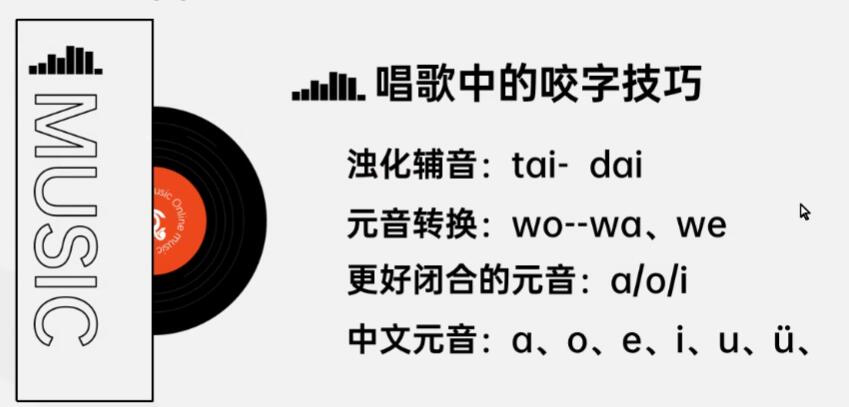 MUSIC
usic Online music
唱歌中的咬字技巧
浊化辅音：tai- dai
元音转换：wo--wa、we
更好闭合的元音：a/o/i
中文元音：a、o、e、i、u、ü、